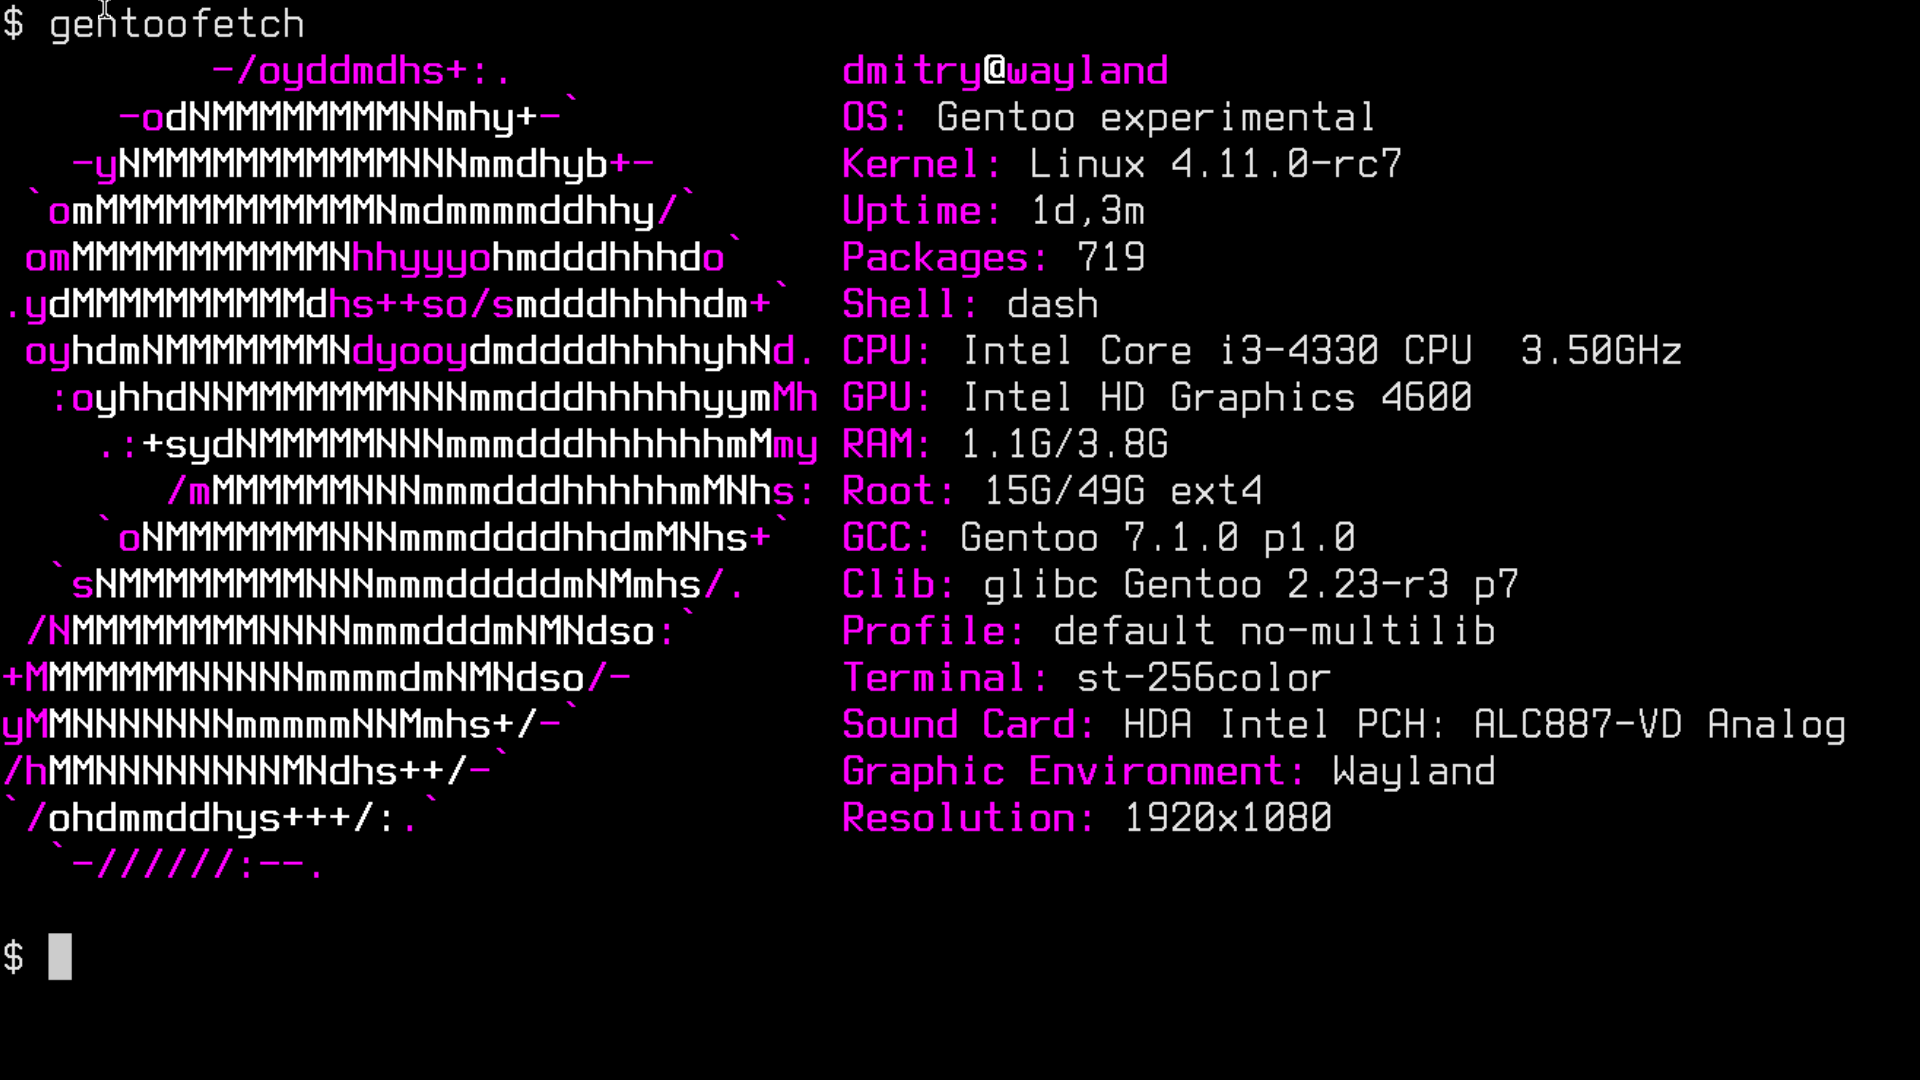 $ gentoofetch
         -/oyddmdhs+:.              dmitry@wayland
     -odNMMMMMMMMNNmhy+-`           OS: Gentoo experimental
   -yNMMMMMMMMMMMNNNmmdhyb+-        Kernel: Linux 4.11.0-rc7
 `omMMMMMMMMMMMMNmdmmmmddhhy/`      Uptime: 1d,3m
 omMMMMMMMMMMMMNhhyyyohmdddhhhdo`    Packages: 719
.ydMMMMMMMMMMMdhs++so/smdddhhhhdm+`  Shell: dash
 oyhdmNMMMMMMMNdyooydmddddhhhhyhNd. CPU: Intel Core i3-4330 CPU  3.50GHz
  :oyhhdNNMMMMMMMNNNmmdddhhhhhyymMh GPU: Intel HD Graphics 4600
    .:+sydNMMMMMNNNmmmdddhhhhhhmMmy RAM: 1.1G/3.8G
       /mMMMMMMNNNmmmdddhhhhhmMNhs: Root: 15G/49G ext4
    `oNMMMMMMMNNNmmmddddhhdmMNhs+`  GCC: Gentoo 7.1.0 p1.0
  `sNMMMMMMMMNNNmmmdddddmNMmhs/.    Clib: glibc Gentoo 2.23-r3 p7
 /NMMMMMMMMNNNNmmmdddmNMNdso:`      Profile: default no-multilib
+MMMMMMMNNNNNmmmmdmNMNdso/-         Terminal: st-256color
yMMNNNNNNNmmmmmNNMmhs+/-`           Sound Card: HDA Intel PCH: ALC887-VD Analog
/hMMNNNNNNNNMNdhs++/-`              Graphic Environment: Wayland
`/ohdmmddhys+++/:.`                 Resolution: 1920x1080
  `-//////:--.
$